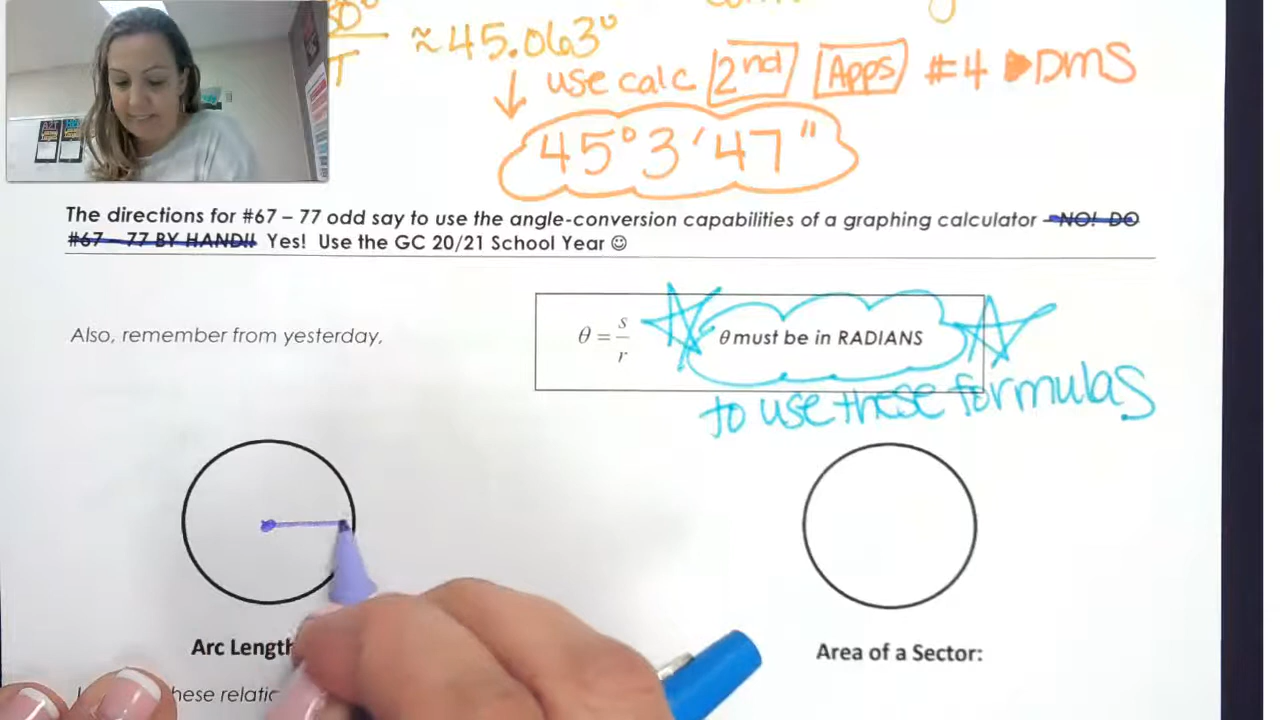 ≈45.063°
use calc 2nd Apps #4 ▸DMS
45°3'47"
The directions for #67 – 77 odd say to use the angle-conversion capabilities of a graphing calculator – NO! DO
#67 – 77 BY HAND!! Yes! Use the GC 20/21 School Year ☺
Also, remember from yesterday,
θ = s/r
θ must be in RADIANS
to use these formulas
Arc Length
Area of a Sector:
these